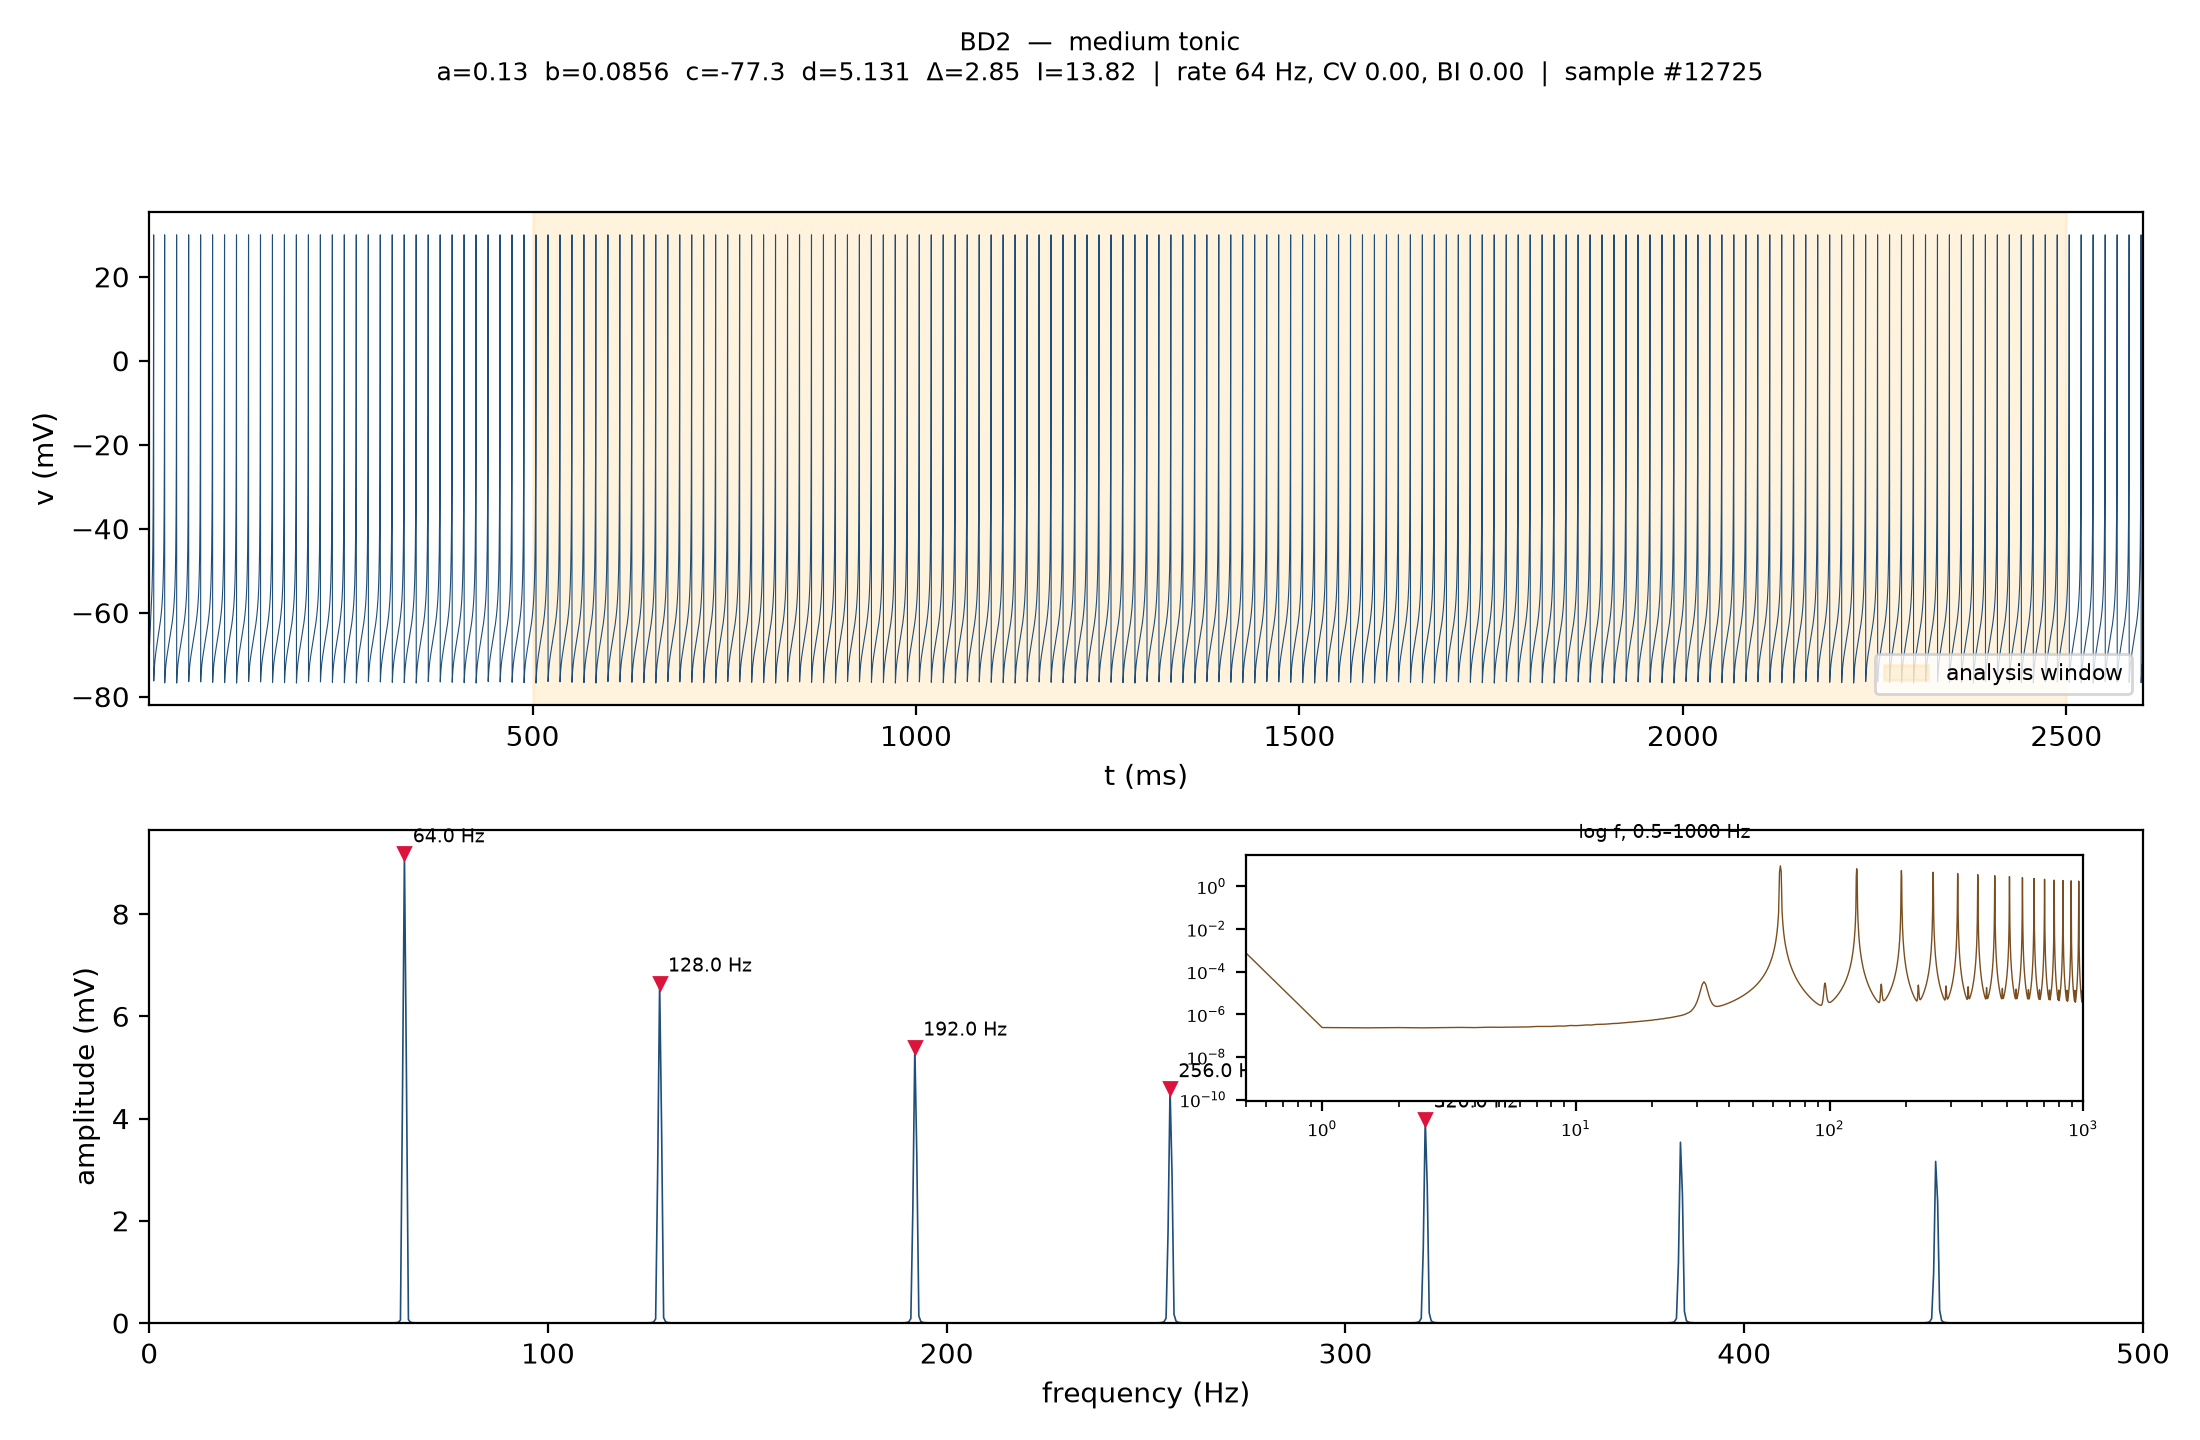 BD2 — medium tonic
a=0.13 b=0.0856 c=-77.3 d=5.131 Δ=2.85 I=13.82 | rate 64 Hz, CV 0.00, BI 0.00 | sample #12725
v (mV)
20
0
−20
−40
−60
−80
analysis window
500
1000
1500
2000
2500
t (ms)
amplitude (mV)
8
6
4
2
0
64.0 Hz
128.0 Hz
192.0 Hz
256.0 H
log f, 0.5–1000 Hz
10⁰
10⁻²
10⁻⁴
10⁻⁶
10⁻⁸
10⁻¹⁰
10⁰
10¹
10²
10³
0
100
200
300
400
500
frequency (Hz)